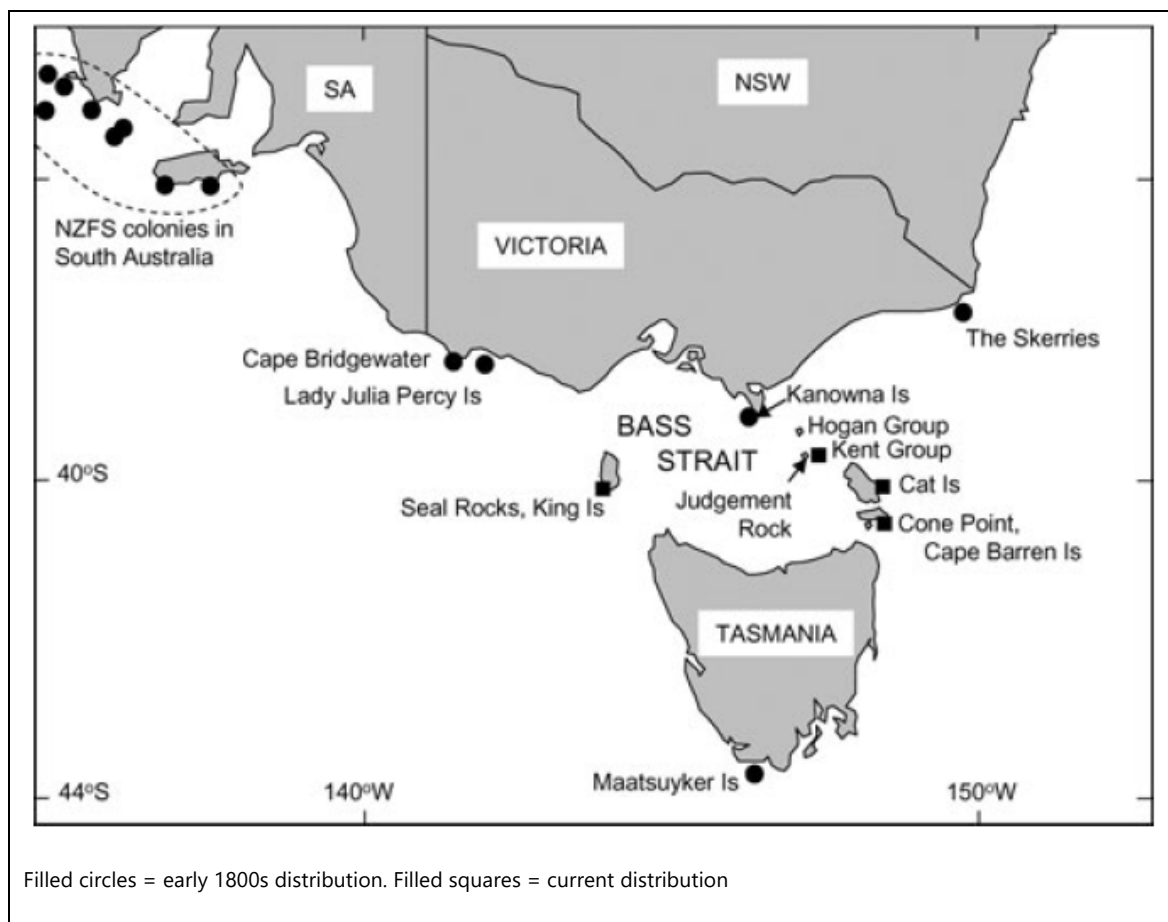 SA
NSW
NZFS colonies in
South Australia
VICTORIA
The Skerries
Cape Bridgewater
Lady Julia Percy Is
Kanowna Is
BASS
STRAIT
Hogan Group
Kent Group
40°S
Seal Rocks, King Is
Judgement
Rock
Cat Is
Cone Point,
Cape Barren Is
TASMANIA
Maatsuyker Is
44°S
140°W
150°W
Filled circles = early 1800s distribution. Filled squares = current distribution